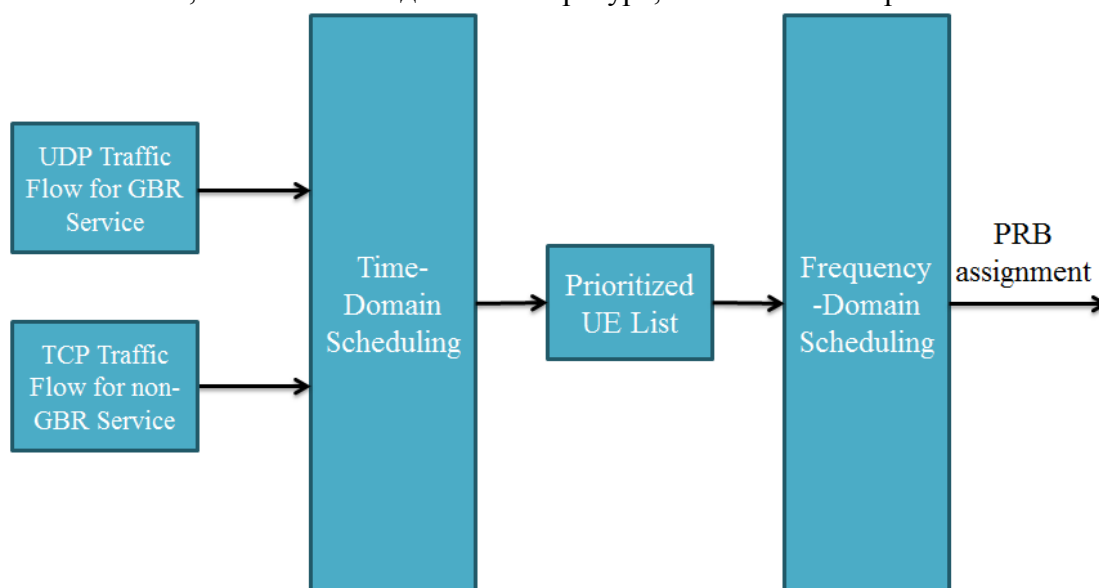 UDP Traffic
Flow for GBR
Service
TCP Traffic
Flow for non-
GBR Service
Time-
Domain
Scheduling
Prioritized
UE List
Frequency
-Domain
Scheduling
PRB
assignment